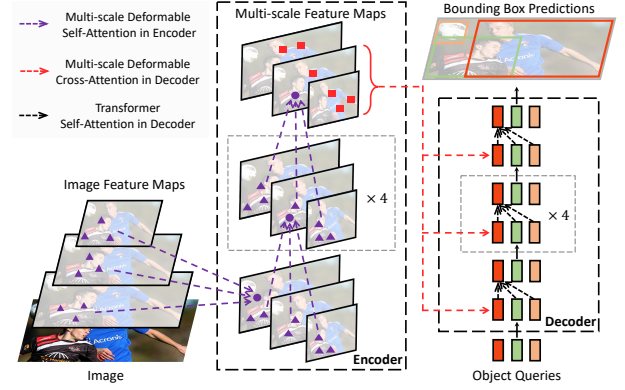 Multi-scale Deformable
Self-Attention in Encoder
Multi-scale Deformable
Cross-Attention in Decoder
Transformer
Self-Attention in Decoder
Multi-scale Feature Maps
Bounding Box Predictions
Image Feature Maps
× 4
× 4
Acronis
Encoder
Decoder
Image
Object Queries